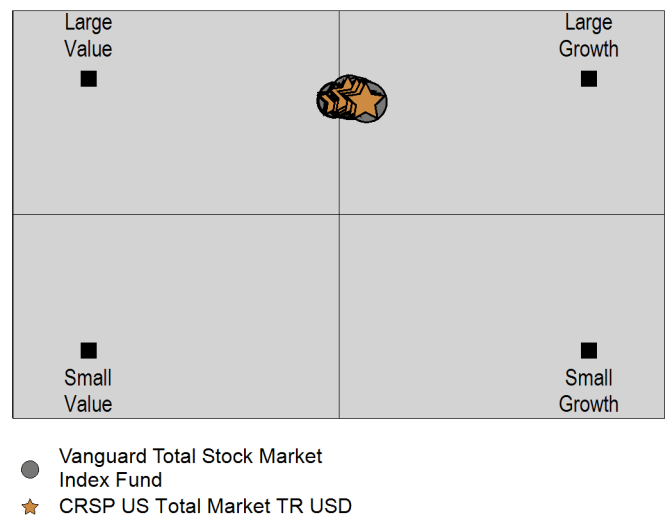 Large
Value
Large
Growth
Small
Value
Small
Growth
Vanguard Total Stock Market
Index Fund
CRSP US Total Market TR USD